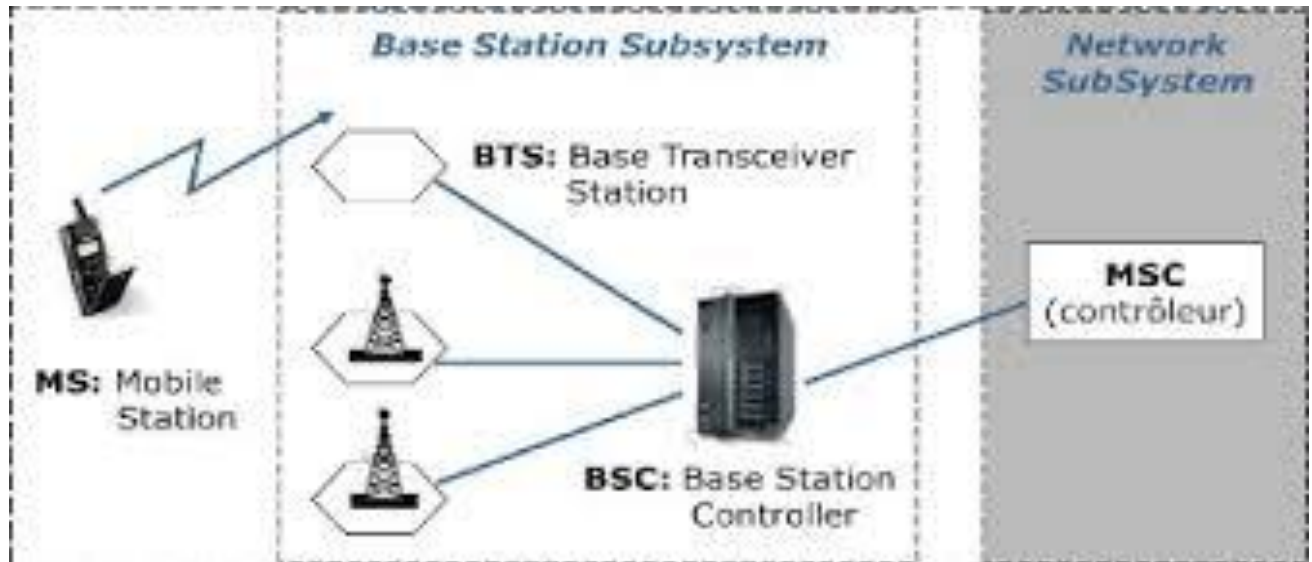 Base Station Subsystem
Network
SubSystem
BTS: Base Transceiver
Station
MSC
(contrôleur)
MS: Mobile
Station
BSC: Base Station
Controller